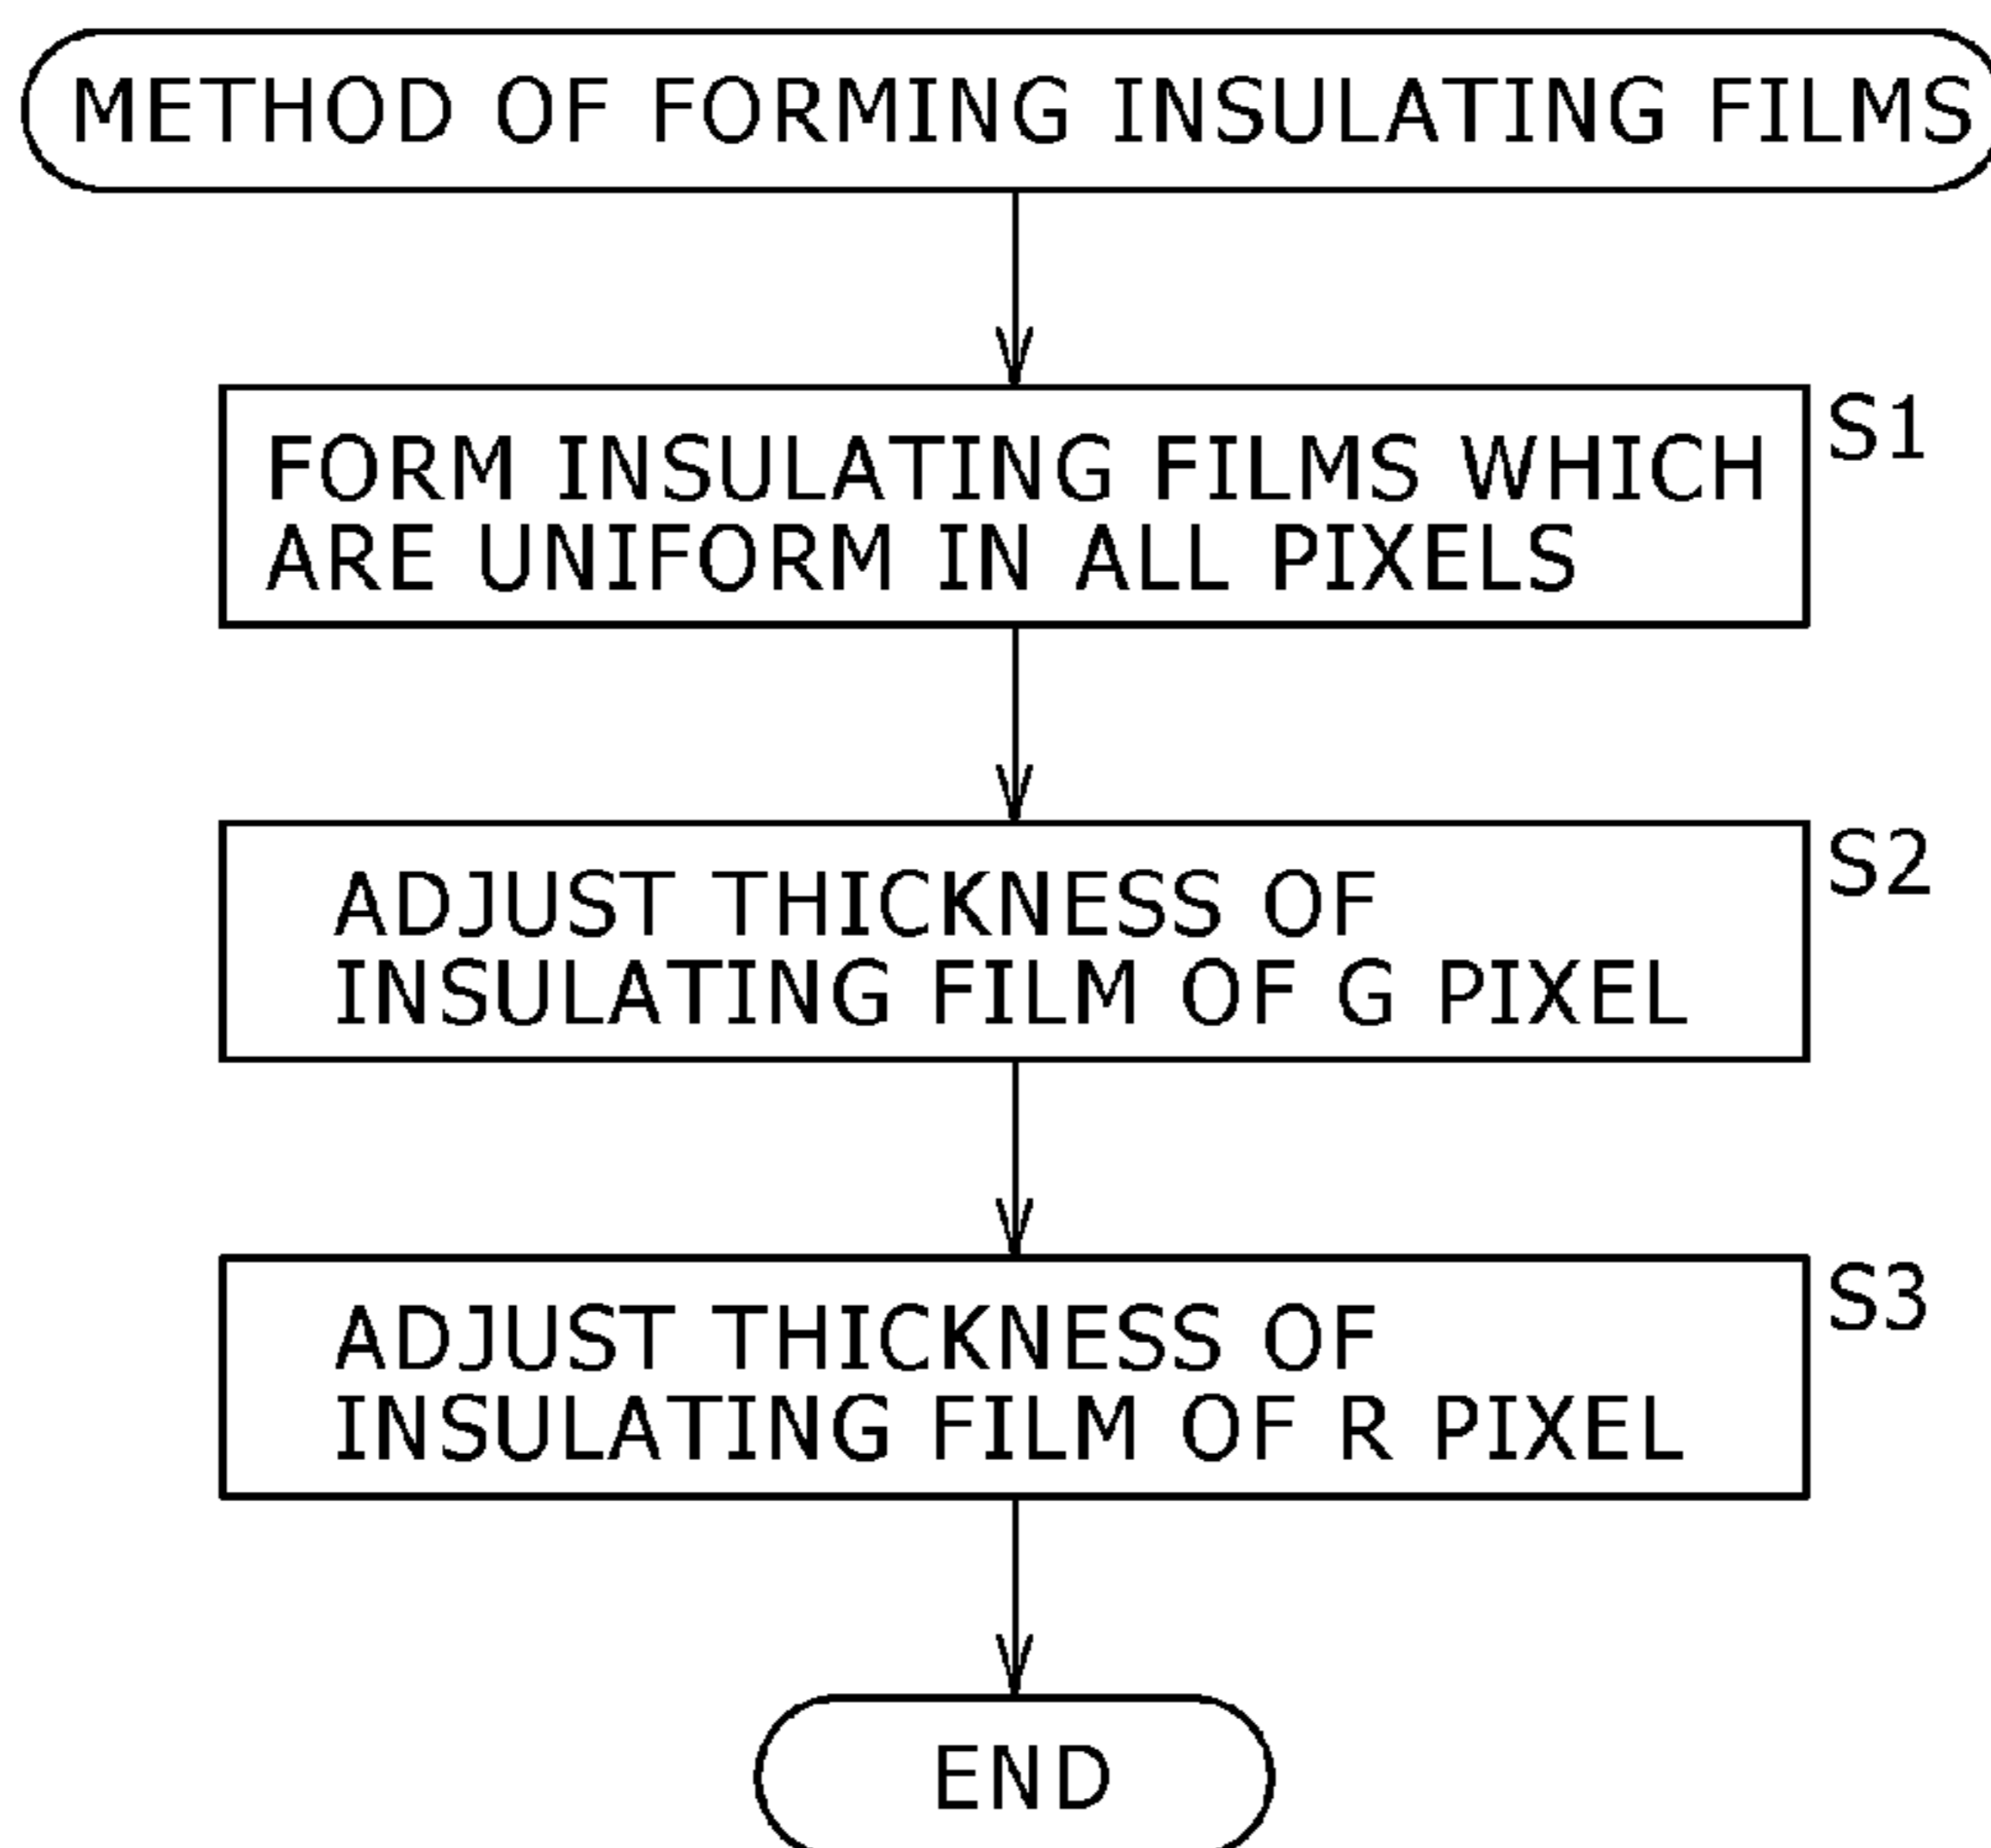 METHOD OF FORMING INSULATING FILMS
S1
FORM INSULATING FILMS WHICH
ARE UNIFORM IN ALL PIXELS
S2
ADJUST THICKNESS OF
INSULATING FILM OF G PIXEL
S3
ADJUST THICKNESS OF
INSULATING FILM OF R PIXEL
END